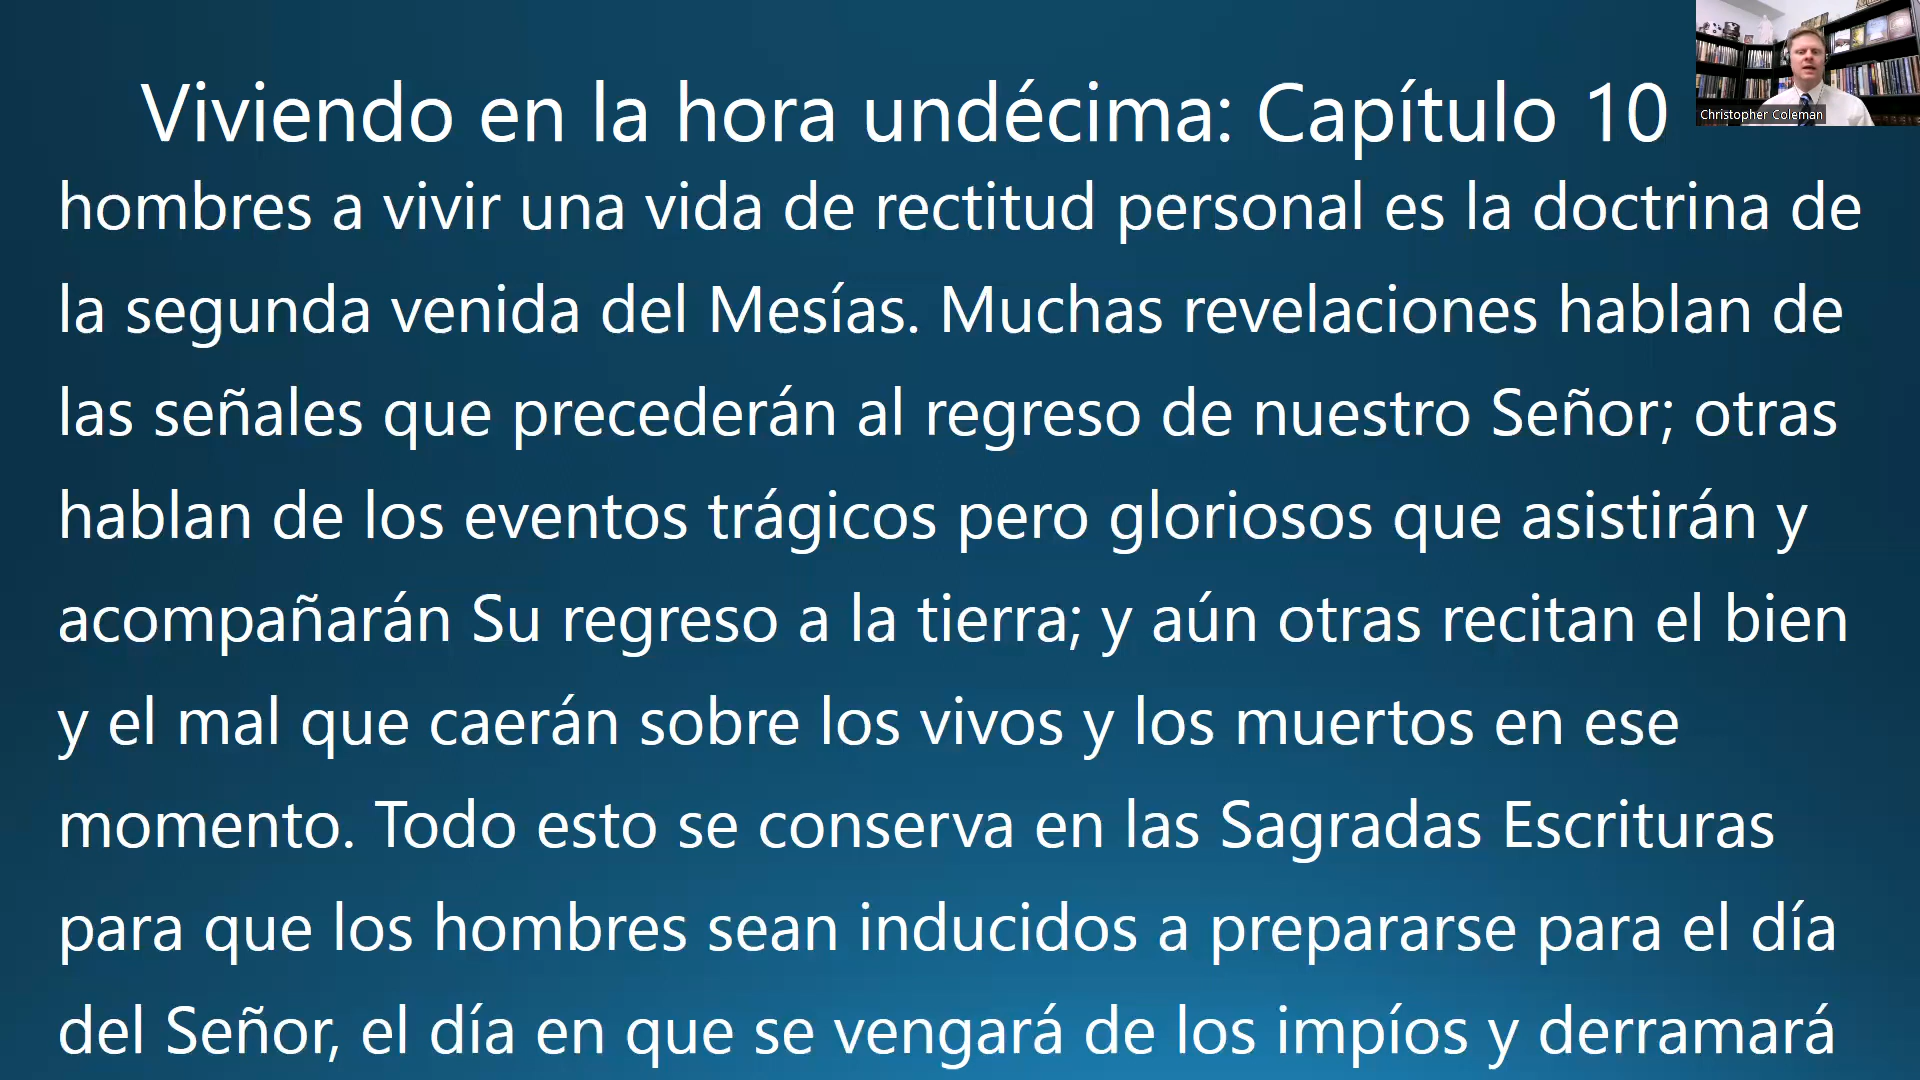 Viviendo en la hora undécima: Capítulo 10
Christopher Coleman
hombres a vivir una vida de rectitud personal es la doctrina de
la segunda venida del Mesías. Muchas revelaciones hablan de
las señales que precederán al regreso de nuestro Señor; otras
hablan de los eventos trágicos pero gloriosos que asistirán y
acompañarán Su regreso a la tierra; y aún otras recitan el bien
y el mal que caerán sobre los vivos y los muertos en ese
momento. Todo esto se conserva en las Sagradas Escrituras
para que los hombres sean inducidos a prepararse para el día
del Señor, el día en que se vengará de los impíos y derramará